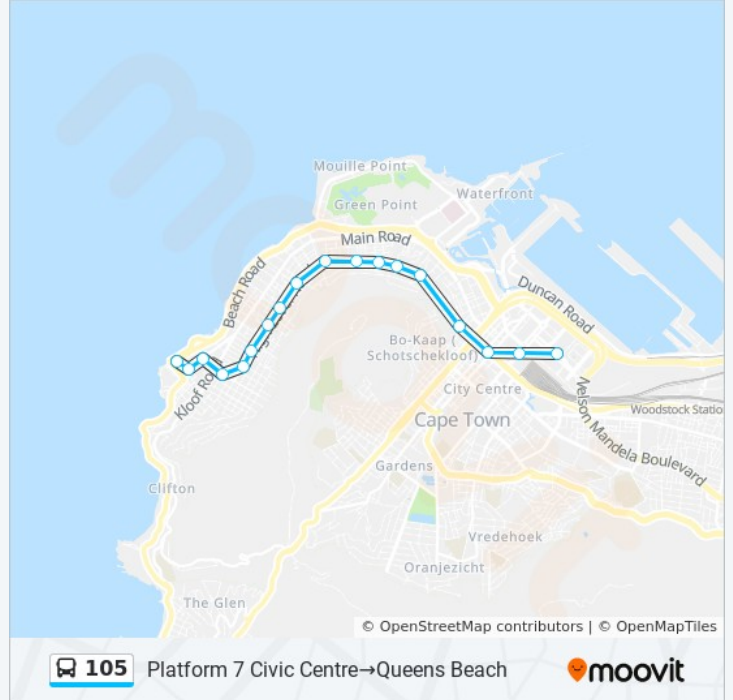 Mouille Point
Waterfront
Green Point
Main Road
Beach Road
Duncan Road
Bo-Kaap (
Schotschekloof)
Kloof Ro
City Centre
Nelson Mandela Boulevard
Woodstock Statio
Cape Town
Gardens
Clifton
Vredehoek
Oranjezicht
The Glen
© OpenStreetMap contributors | © OpenMapTiles
105 Platform 7 Civic Centre→Queens Beach
moovit